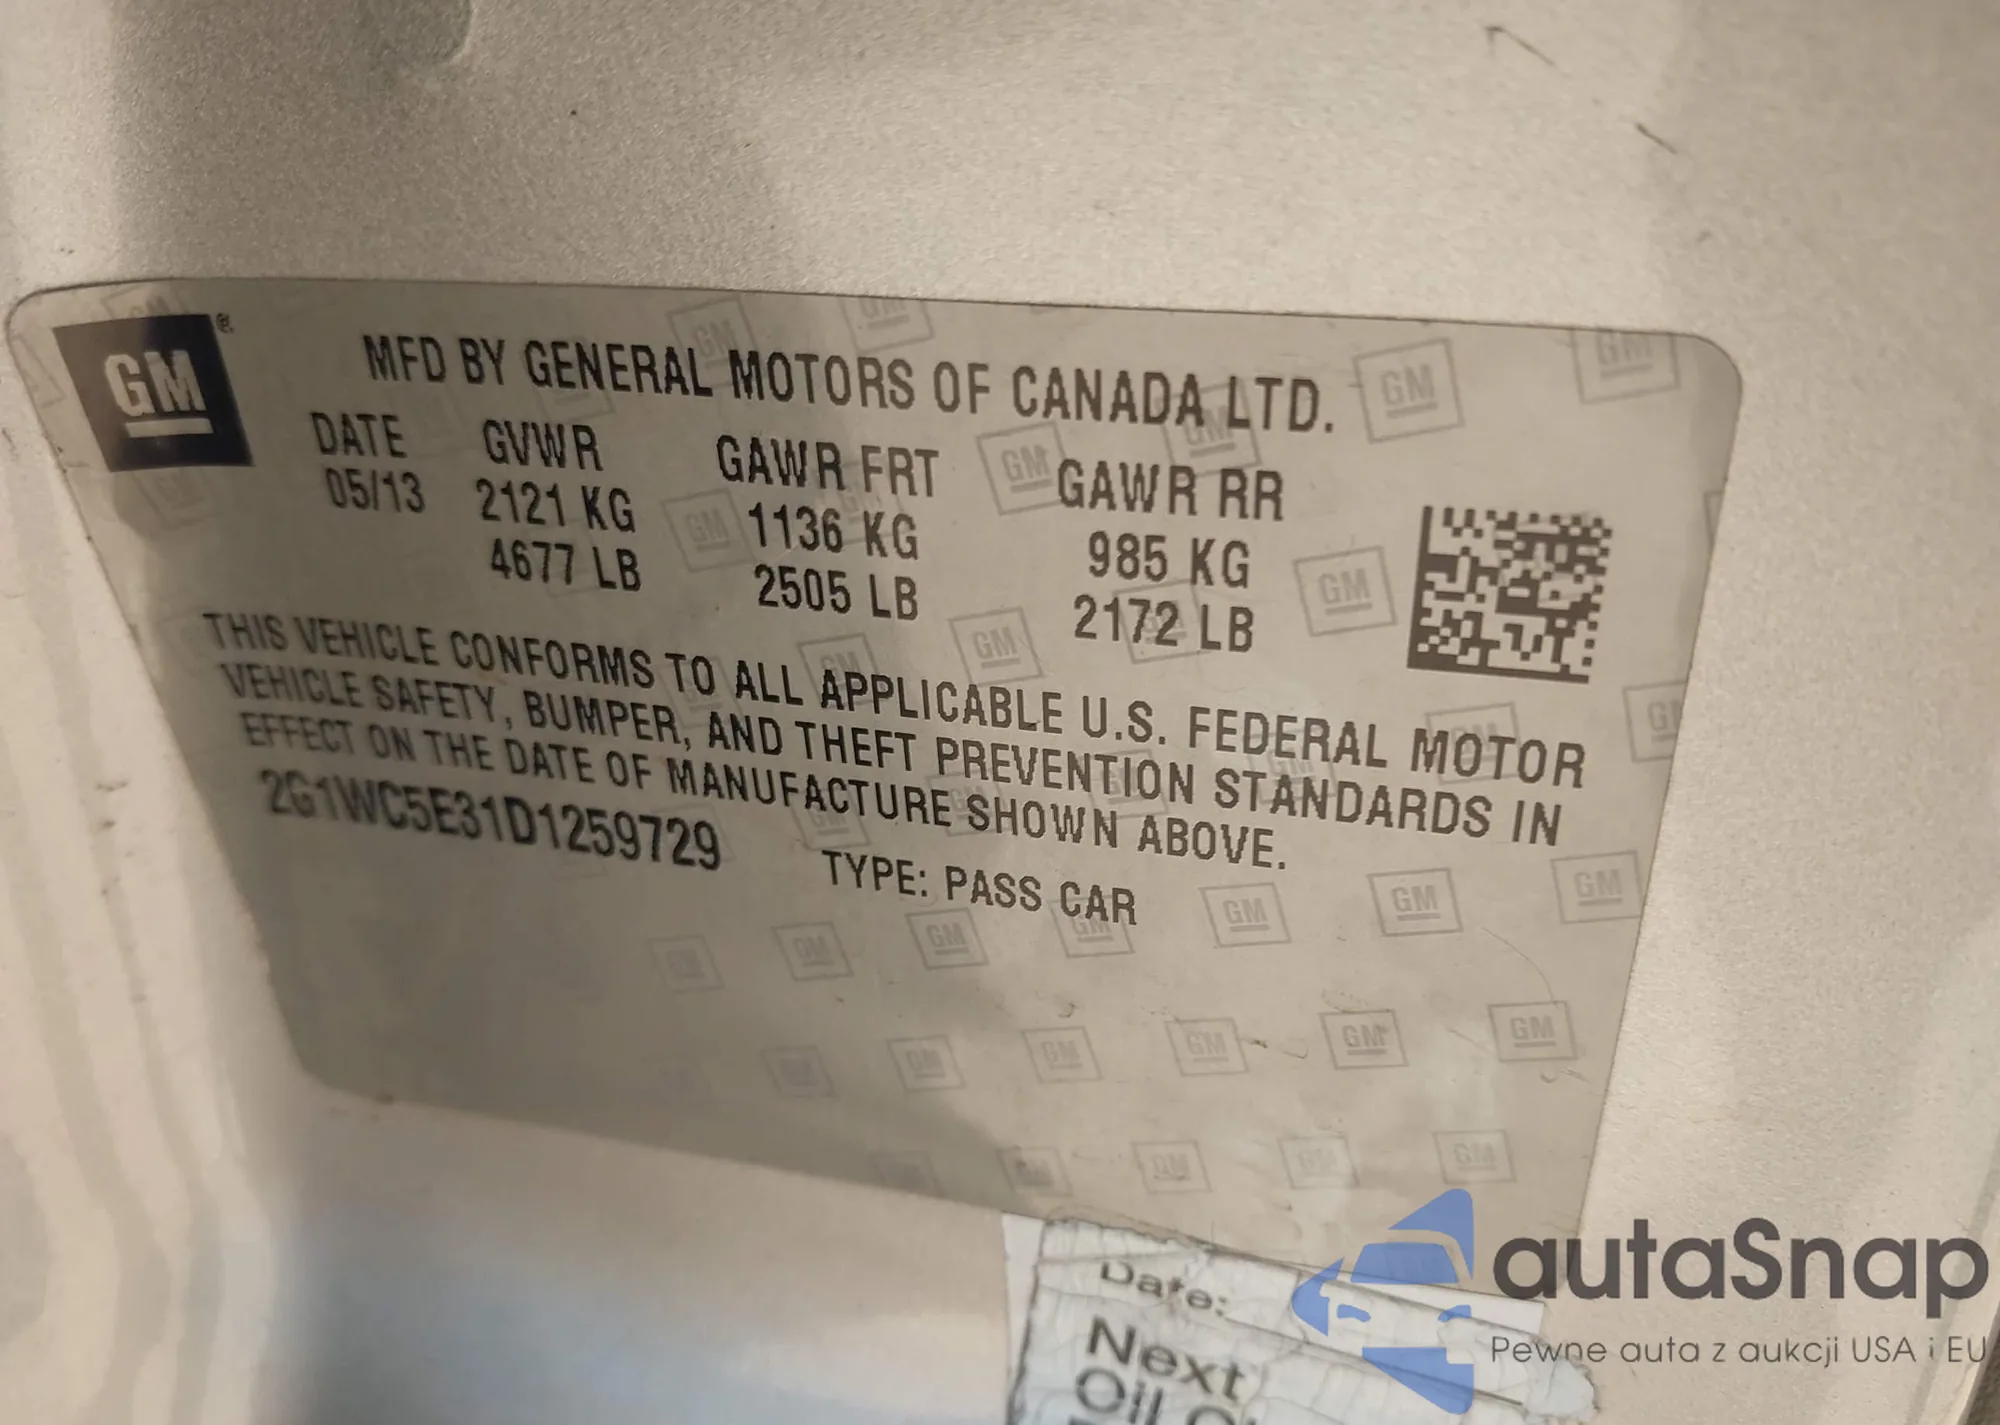 GM
MFD BY GENERAL MOTORS OF CANADA LTD.
DATE GVWR GAWR FRT GAWR RR
05/13 2121 KG 1136 KG 985 KG
4677 LB 2505 LB 2172 LB
THIS VEHICLE CONFORMS TO ALL APPLICABLE U.S. FEDERAL MOTOR
VEHICLE SAFETY, BUMPER, AND THEFT PREVENTION STANDARDS IN
EFFECT ON THE DATE OF MANUFACTURE SHOWN ABOVE.
2G1WC5E31D1259729 TYPE: PASS CAR
Date:
Next
Oil
autaSnap
Pewne auta z aukcji USA i EU